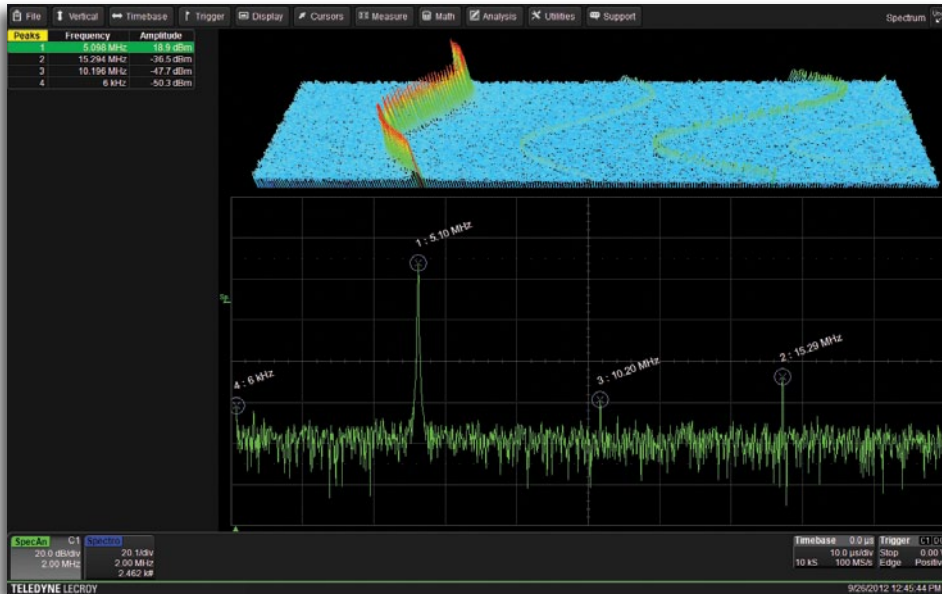 File Vertical Timebase Trigger Display Cursors Measure Math Analysis Utilities Support Spectrum
Peaks Frequency Amplitude
1 5.098 MHz 18.9 dBm
2 15.294 MHz -36.5 dBm
3 10.196 MHz -47.7 dBm
4 6 kHz -50.3 dBm
1 : 5.10 MHz
2 : 15.29 MHz
3 : 10.20 MHz
4 : 6 kHz
SpecAn C1
20.0 dB/div
2.00 MHz
Spectro
20.1/div
2.00 MHz
2.462 k#
Timebase 0.0 µs
10.0 µs/div
10 kS 100 MS/s
Trigger C1
Stop 0.00
Edge Positiv
TELEDYNE LECROY
9/26/2012 12:45:44 PM